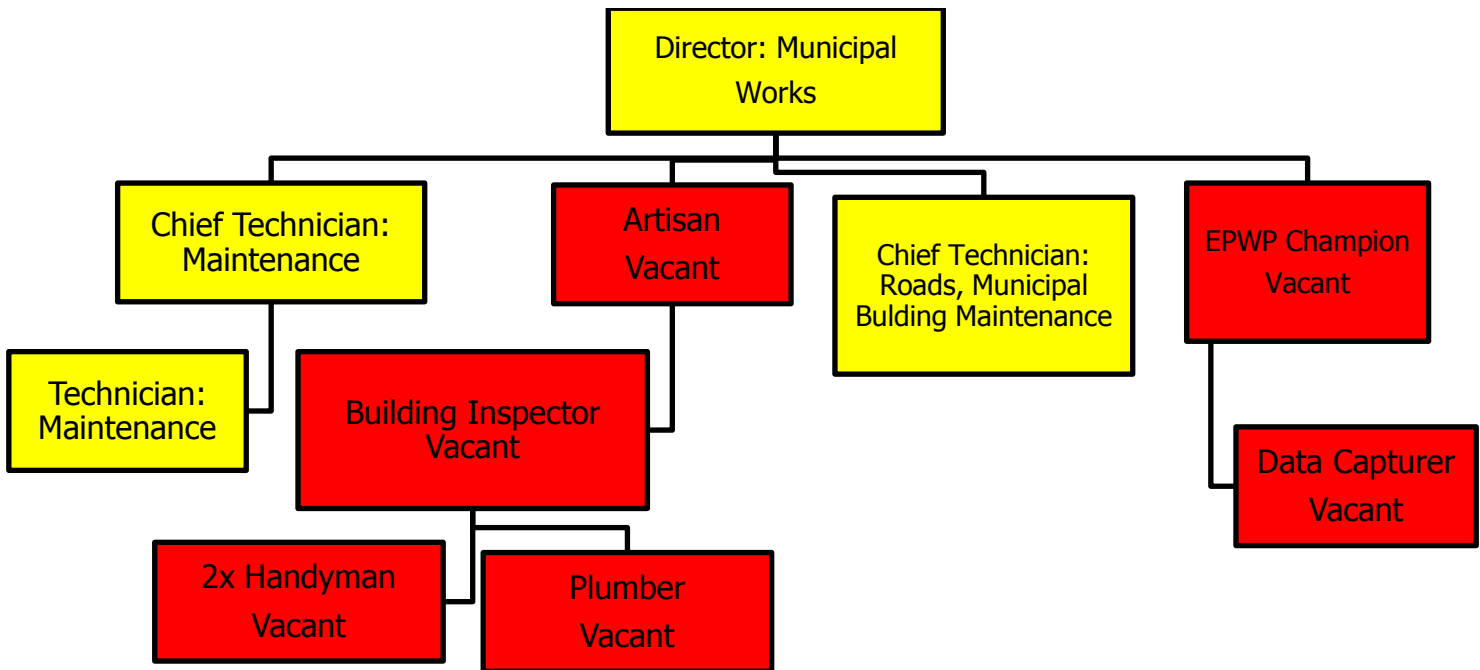 Director: Municipal
Works
Chief Technician:
Maintenance
Artisan
Vacant
Chief Technician:
Roads, Municipal
Bulding Maintenance
EPWP Champion
Vacant
Technician:
Maintenance
Building Inspector
Vacant
Data Capturer
Vacant
2x Handyman
Vacant
Plumber
Vacant